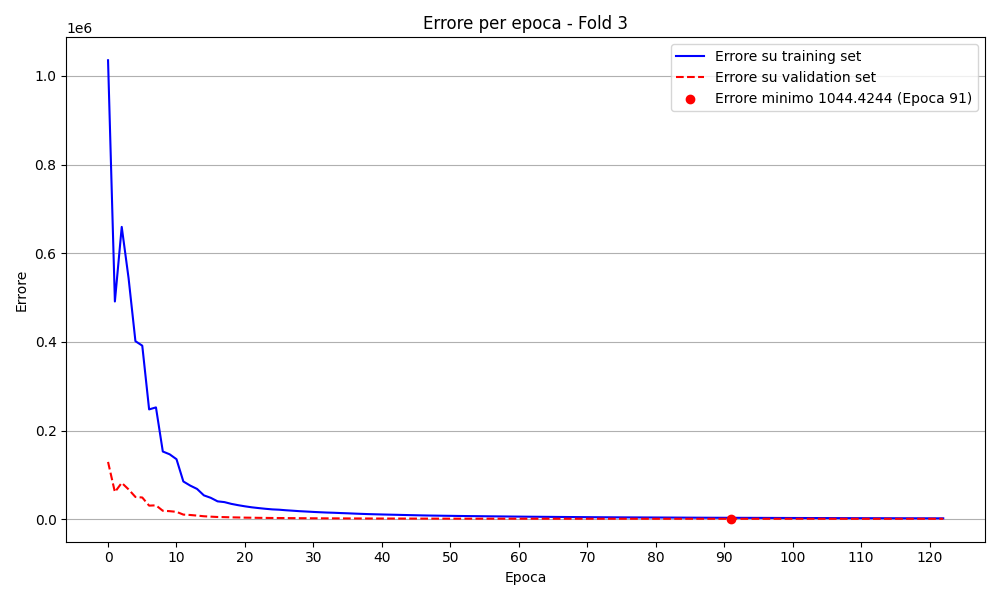 Errore per epoca - Fold 3
1e6
Errore su training set
Errore su validation set
Errore minimo 1044.4244 (Epoca 91)
1.0
0.8
0.6
0.4
0.2
0.0
Errore
0 10 20 30 40 50 60 70 80 90 100 110 120
Epoca